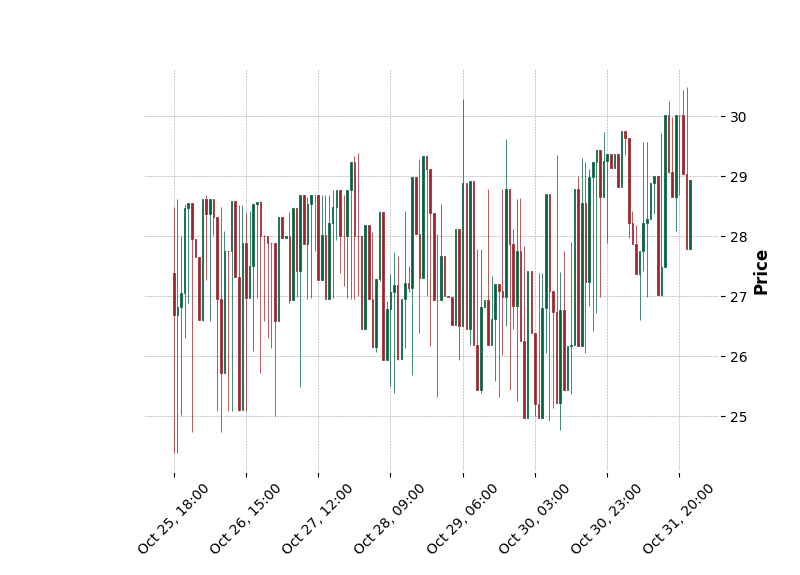 30
29
28
27
26
25
Price
Oct 25, 18:00
Oct 26, 15:00
Oct 27, 12:00
Oct 28, 09:00
Oct 29, 06:00
Oct 30, 03:00
Oct 30, 23:00
Oct 31, 20:00